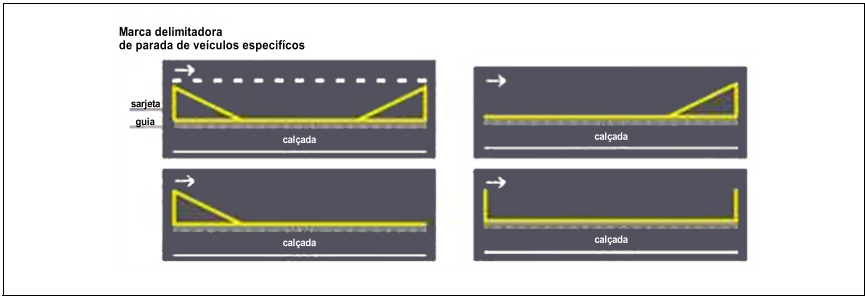 Marca delimitadora
de parada de veículos específicos
sarjeta
guia
calçada
calçada
calçada
calçada